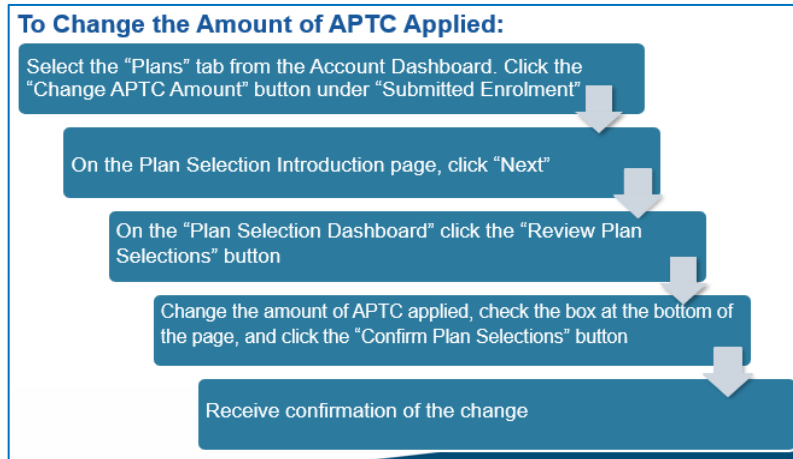 To Change the Amount of APTC Applied:
Select the “Plans” tab from the Account Dashboard. Click the
“Change APTC Amount” button under “Submitted Enrolment”
On the Plan Selection Introduction page, click “Next”
On the “Plan Selection Dashboard” click the “Review Plan
Selections” button
Change the amount of APTC applied, check the box at the bottom of
the page, and click the “Confirm Plan Selections” button
Receive confirmation of the change